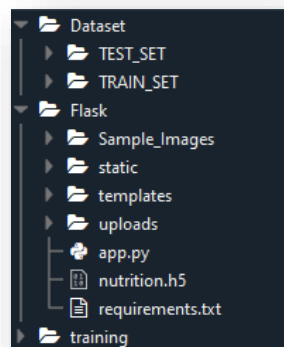 Dataset
TEST_SET
TRAIN_SET
Flask
Sample_Images
static
templates
uploads
app.py
nutrition.h5
requirements.txt
training